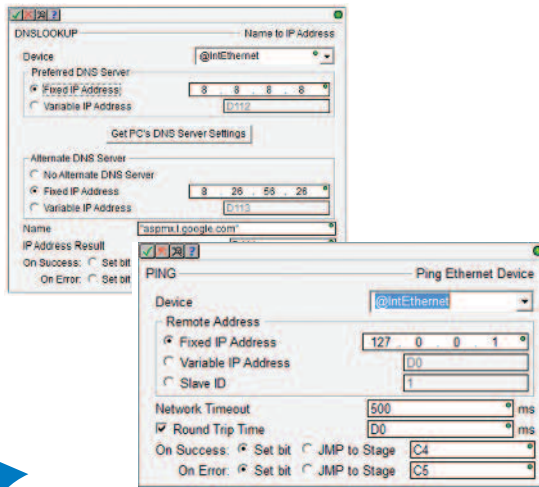 DNSLOOKUP Name to IP Address
Device @IntEthernet
Preferred DNS Server
Fixed IP Address 8 . 8 . 8 . 8
Variable IP Address D112
Get PC's DNS Server Settings
Alternate DNS Server
No Alternate DNS Server
Fixed IP Address 8 . 26 . 56 . 26
Variable IP Address D113
Name "aspmx.l.google.com"
IP Address Result
On Success: Set bit
On Error: Set bit
PING Ping Ethernet Device
Device @IntEthernet
Remote Address
Fixed IP Address 127 . 0 . 0 . 1
Variable IP Address D0
Slave ID 1
Network Timeout 500 ms
Round Trip Time D0 ms
On Success: Set bit JMP to Stage C4
On Error: Set bit JMP to Stage C5